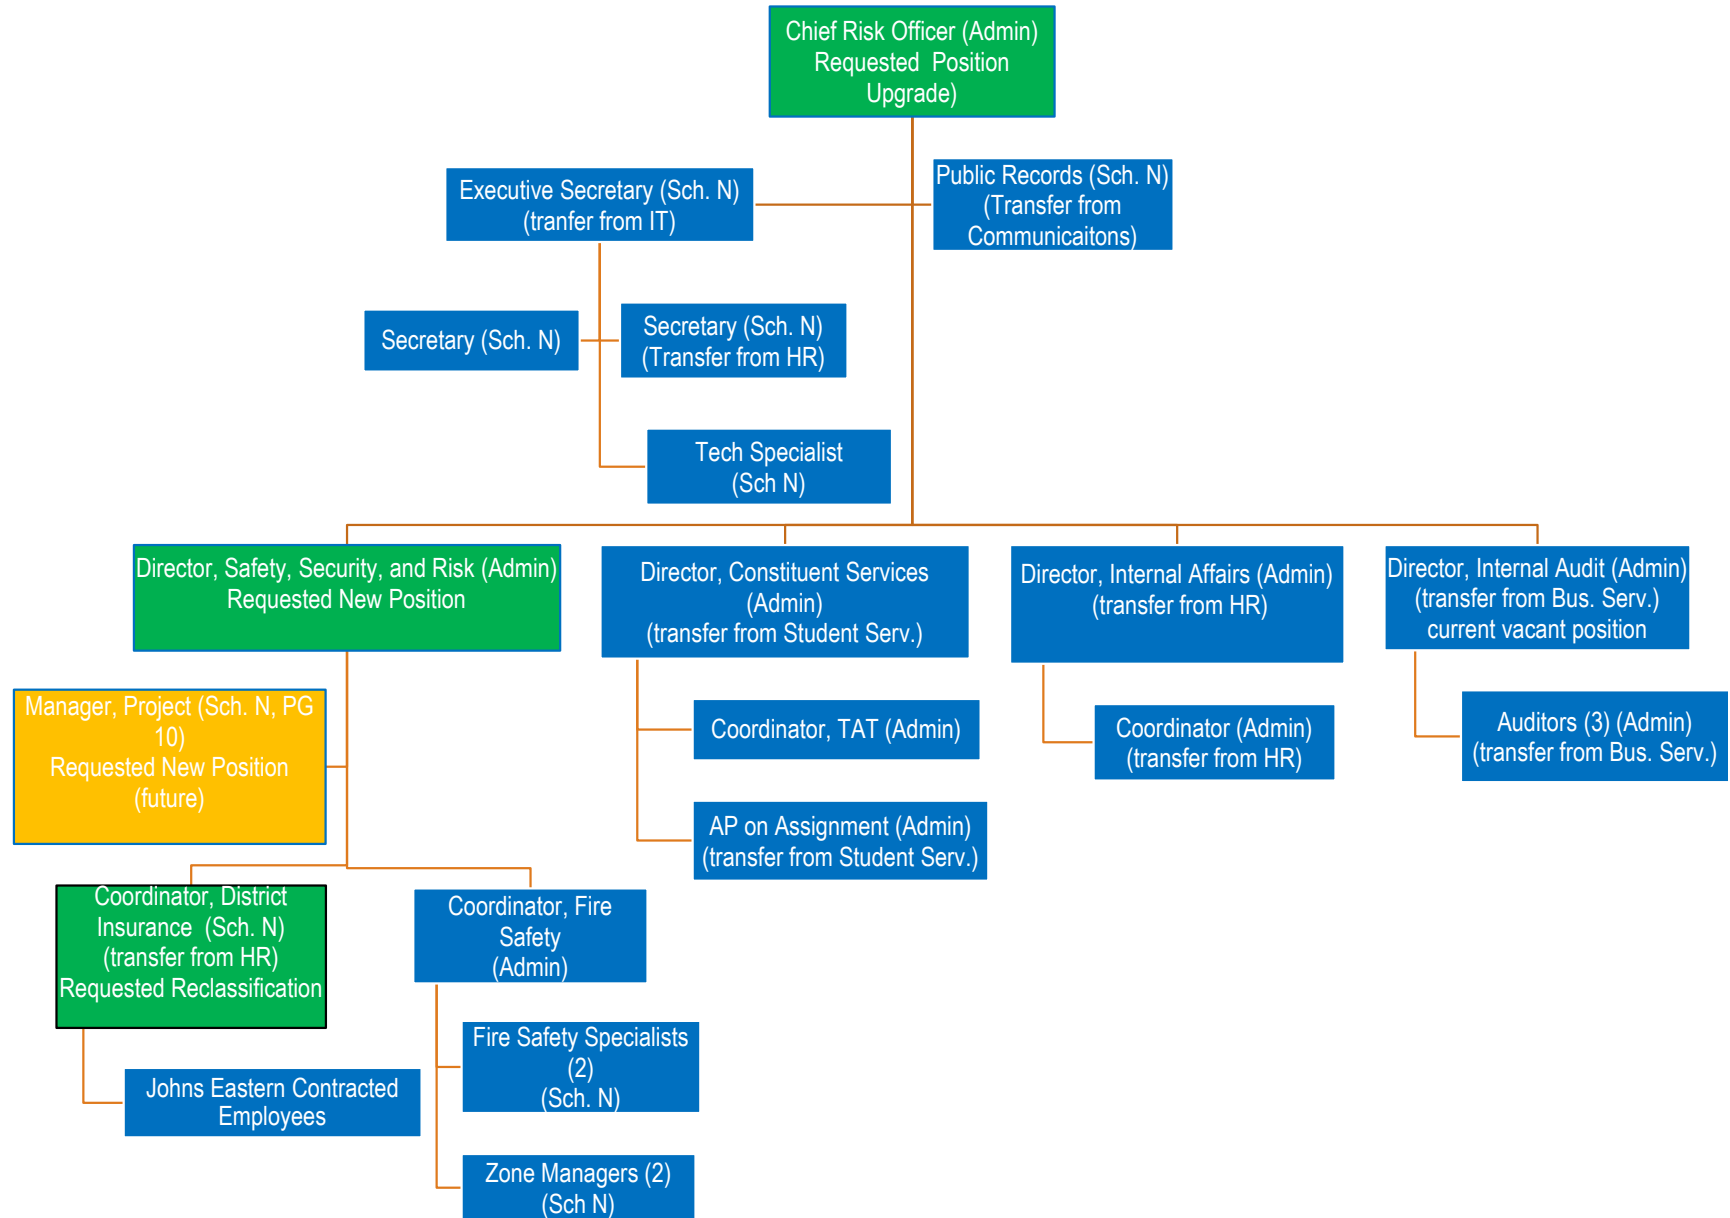 Chief Risk Officer (Admin)
Requested  Position
Upgrade)
Executive Secretary (Sch. N)
(tranfer from IT)
Public Records (Sch. N)
(Transfer from
Communicaitons)
Secretary (Sch. N)
Secretary (Sch. N)
(Transfer from HR)
Tech Specialist
(Sch N)
Director, Safety, Security, and Risk (Admin)
Requested New Position
Director, Constituent Services
(Admin)
(transfer from Student Serv.)
Director, Internal Affairs (Admin)
(transfer from HR)
Director, Internal Audit (Admin)
(transfer from Bus. Serv.)
current vacant position
Manager, Project (Sch. N, PG
10)
Requested New Position
(future)
Coordinator, TAT (Admin)
Coordinator (Admin)
(transfer from HR)
Auditors (3) (Admin)
(transfer from Bus. Serv.)
AP on Assignment (Admin)
(transfer from Student Serv.)
Coordinator, District
Insurance  (Sch. N)
(transfer from HR)
Requested Reclassification
Coordinator, Fire
Safety
(Admin)
Fire Safety Specialists
(2)
(Sch. N)
Johns Eastern Contracted
Employees
Zone Managers (2)
(Sch N)